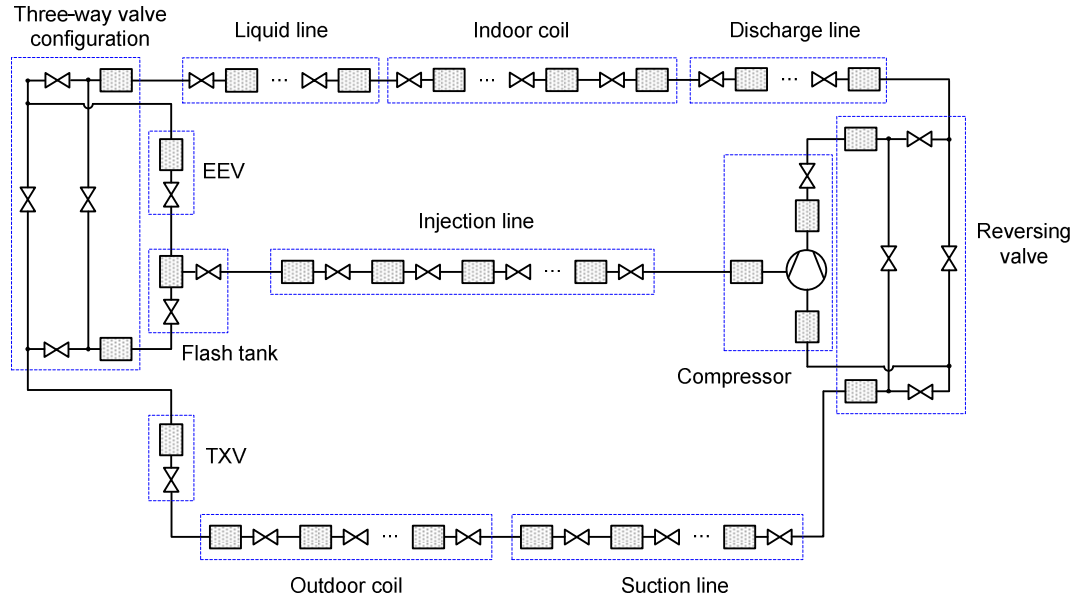 Three-way valve
configuration
Liquid line
Indoor coil
Discharge line
EEV
Injection line
Reversing
valve
Flash tank
Compressor
TXV
Outdoor coil
Suction line